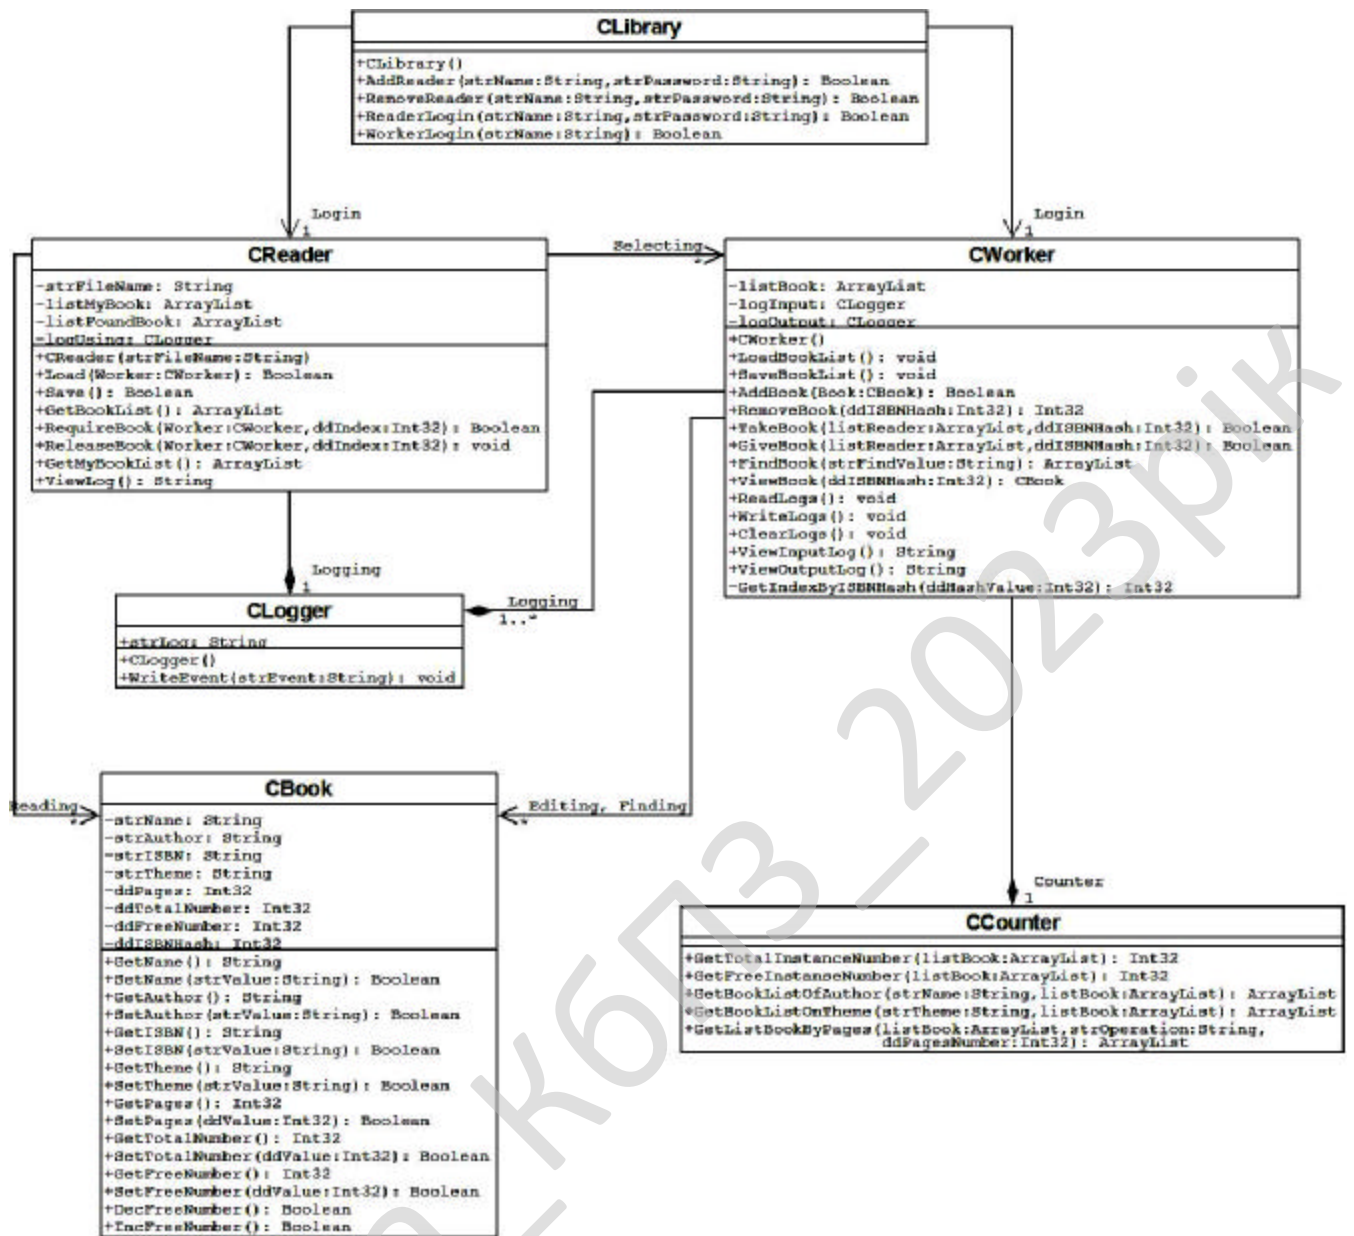 CLibrary
+CLibrary()
+AddReader(strName:String,strPassword:String): Boolean
+RemoveReader(strName:String,strPassword:String): Boolean
+ReaderLogin(strName:String,strPassword:String): Boolean
+WorkerLogin(strName:String): Boolean
Login
1
Login
1
CReader
-strFileName: String
-listMyBook: ArrayList
-listFoundBook: ArrayList
-logUsing: CLogger
+CReader(strFileName:String)
+Load(Worker:CWorker): Boolean
+Save(): Boolean
+GetBookList(): ArrayList
+RequireBook(Worker:CWorker,ddIndex:Int32): Boolean
+ReleaseBook(Worker:CWorker,ddIndex:Int32): void
+GetMyBookList(): ArrayList
+ViewLog(): String
Selecting
*
CWorker
-listBook: ArrayList
-logInput: CLogger
-logOutput: CLogger
+CWorker()
+LoadBookList(): void
+SaveBookList(): void
+AddBook(Book:CBook): Boolean
+RemoveBook(ddISBNHash:Int32): Int32
+TakeBook(listReader:ArrayList,ddISBNHash:Int32): Boolean
+GiveBook(listReader:ArrayList,ddISBNHash:Int32): Boolean
+FindBook(strFindValue:String): ArrayList
+ViewBook(ddISBNHash:Int32): CBook
+ReadLogs(): void
+WriteLogs(): void
+ClearLogs(): void
+ViewInputLog(): String
+ViewOutputLog(): String
-GetIndexByISBNHash(ddHashValue:Int32): Int32
Logging
1
Logging
1..*
CLogger
+strLog: String
+CLogger()
+WriteEvent(strEvent:String): void
Reading
*
Editing, Finding
*
CBook
-strName: String
-strAuthor: String
-strISBN: String
-strTheme: String
-ddPages: Int32
-ddTotalNumber: Int32
-ddFreeNumber: Int32
-ddISBNHash: Int32
+GetName(): String
+SetName(strValue:String): Boolean
+GetAuthor(): String
+SetAuthor(strValue:String): Boolean
+GetISBN(): String
+SetISBN(strValue:String): Boolean
+GetTheme(): String
+SetTheme(strValue:String): Boolean
+GetPages(): Int32
+SetPages(ddValue:Int32): Boolean
+GetTotalNumber(): Int32
+SetTotalNumber(ddValue:Int32): Boolean
+GetFreeNumber(): Int32
+SetFreeNumber(ddValue:Int32): Boolean
+DecFreeNumber(): Boolean
+IncFreeNumber(): Boolean
Counter
1
CCounter
+GetTotalInstanceNumber(listBook:ArrayList): Int32
+GetFreeInstanseNumber(listBook:ArrayList): Int32
+GetBookListOfAuthor(strName:String,listBook:ArrayList): ArrayList
+GetBookListOnTheme(strTheme:String,listBook:ArrayList): ArrayList
+GetListBookByPages(listBook:ArrayList,strOperation:String,
ddPagesNumber:Int32): ArrayList
_КбПЗ_2023рік